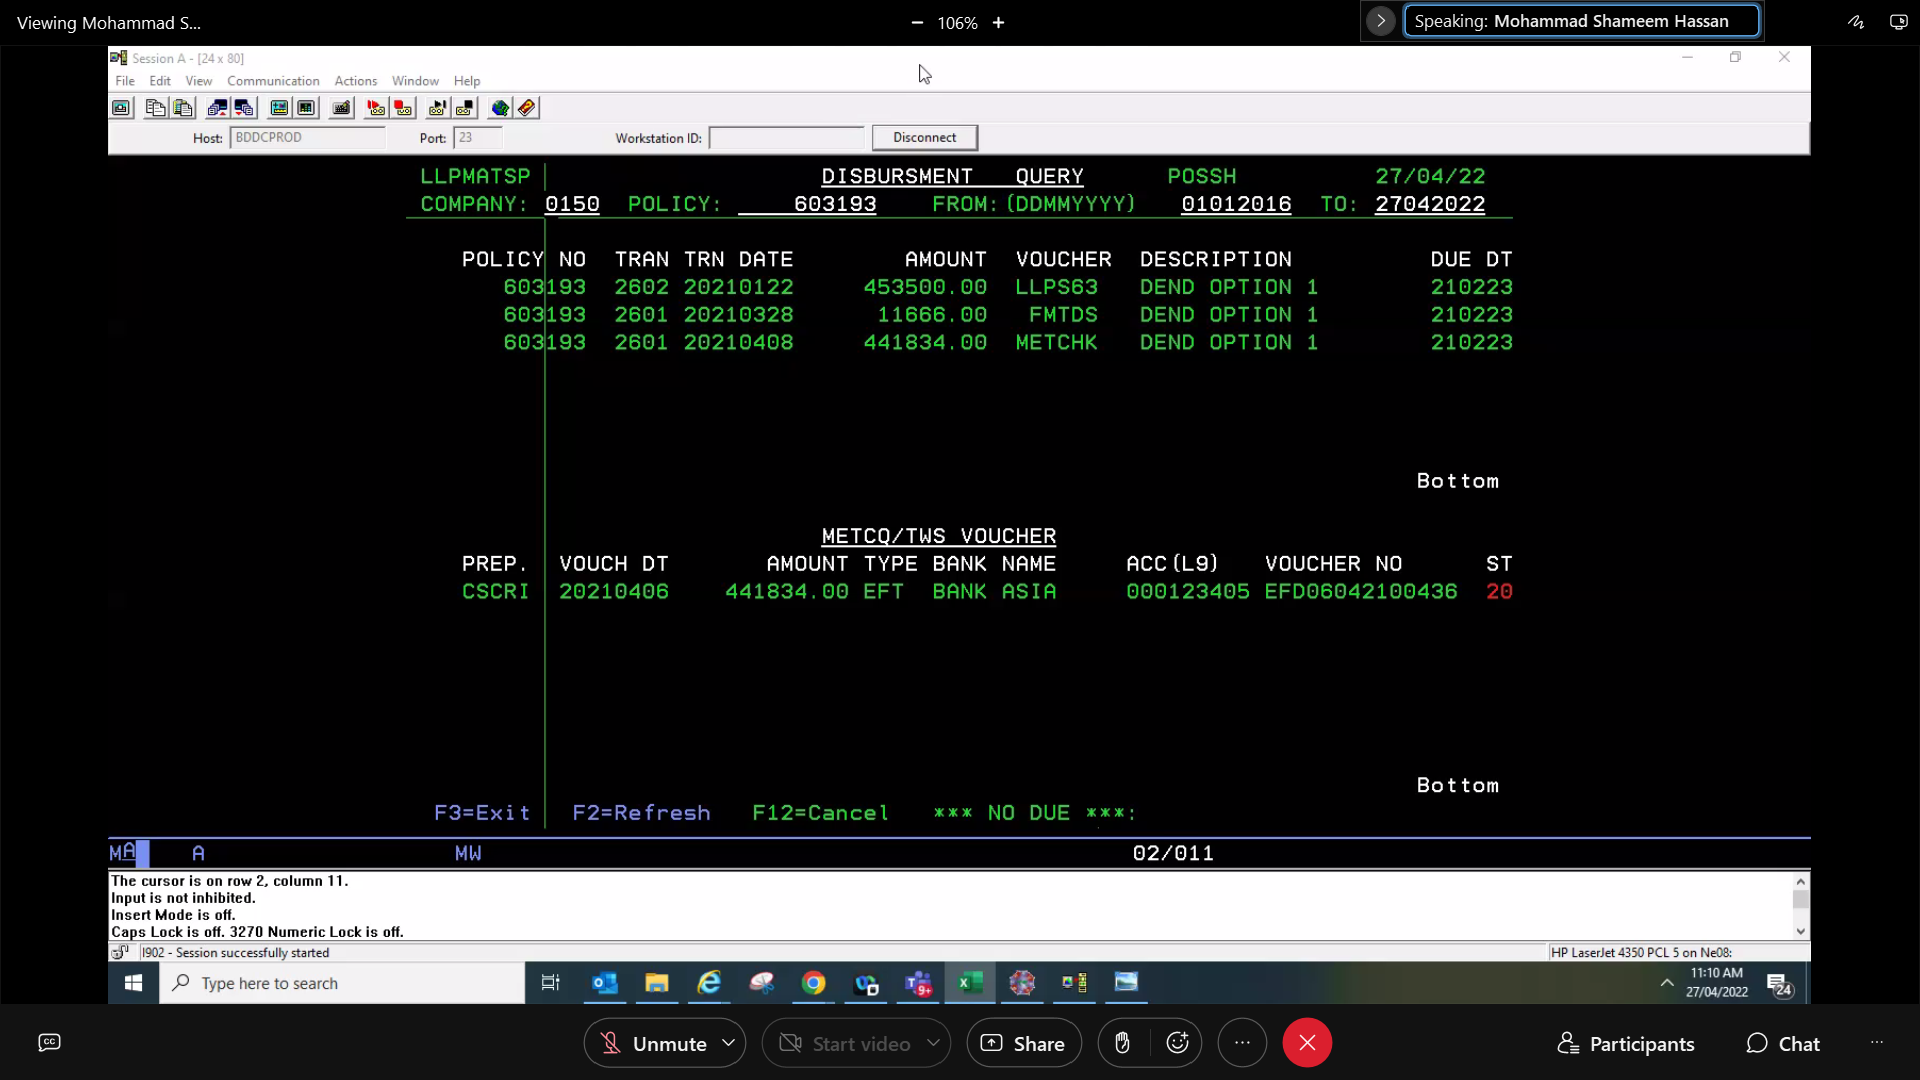 Viewing Mohammad S...
106%
Speaking: Mohammad Shameem Hassan
Session A - [24 x 80]
File Edit View Communication Actions Window Help
Host: BDDCPROD Port: 23 Workstation ID: Disconnect
LLPMATSP DISBURSMENT QUERY POSSH 27/04/22
COMPANY: 0150 POLICY: 603193 FROM:(DDMMYYYY) 01012016 TO: 27042022
POLICY NO TRAN TRN DATE AMOUNT VOUCHER DESCRIPTION DUE DT
603193 2602 20210122 453500.00 LLPS63 DEND OPTION 1 210223
603193 2601 20210328 11666.00 FMTDS DEND OPTION 1 210223
603193 2601 20210408 441834.00 METCHK DEND OPTION 1 210223
Bottom
METCQ/TWS VOUCHER
PREP. VOUCH DT AMOUNT TYPE BANK NAME ACC(L9) VOUCHER NO ST
CSCRI 20210406 441834.00 EFT BANK ASIA 000123405 EFD06042100436 20
Bottom
F3=Exit F2=Refresh F12=Cancel *** NO DUE ***:
MA A MW 02/011
The cursor is on row 2, column 11.
Input is not inhibited.
Insert Mode is off.
Caps Lock is off. 3270 Numeric Lock is off.
I902 - Session successfully started HP LaserJet 4350 PCL 5 on Ne08:
Type here to search 9+ 11:10 AM
27/04/2022 24
CC Unmute Start video Share Participants Chat